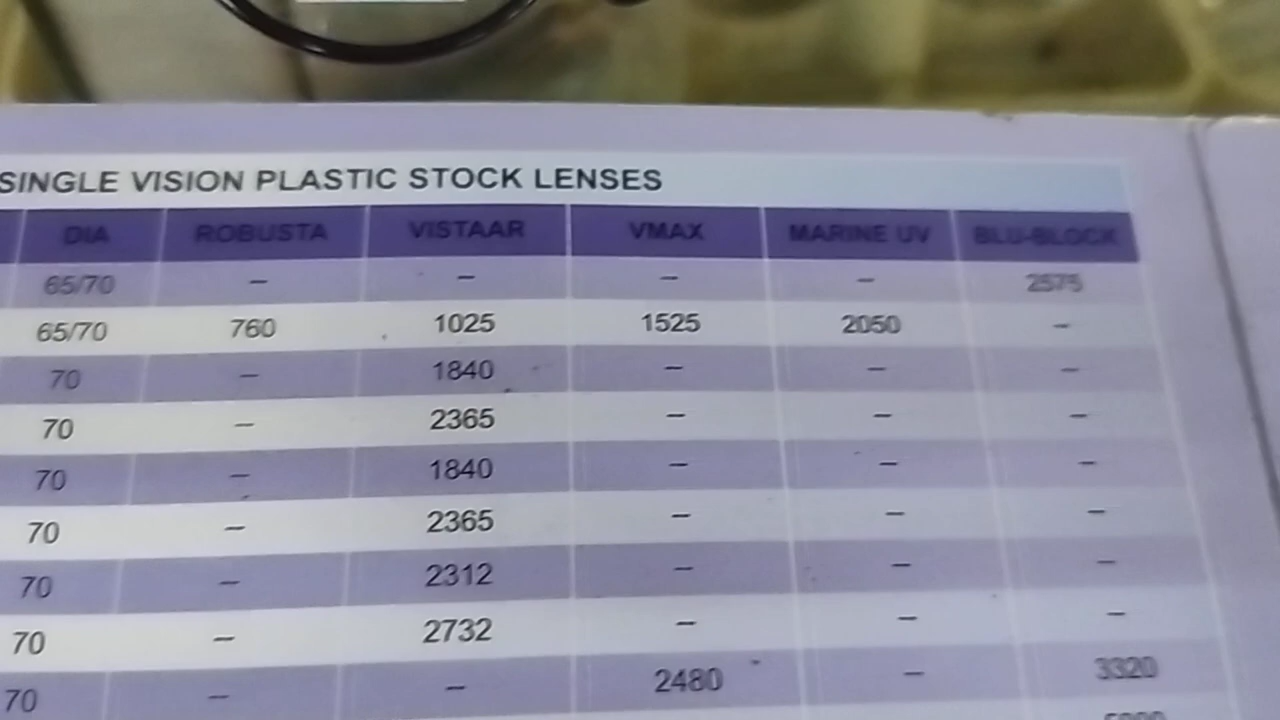 SINGLE VISION PLASTIC STOCK LENSES
DIA ROBUSTA VISTAAR VMAX MARINE UV BLU-BLOCK
65/70 – – – – 2575
65/70 760 1025 1525 2050 –
70 – 1840 – – –
70 – 2365 – – –
70 – 1840 – – –
70 – 2365 – – –
70 – 2312 – – –
70 – 2732 – – –
70 – – 2480 – 3320